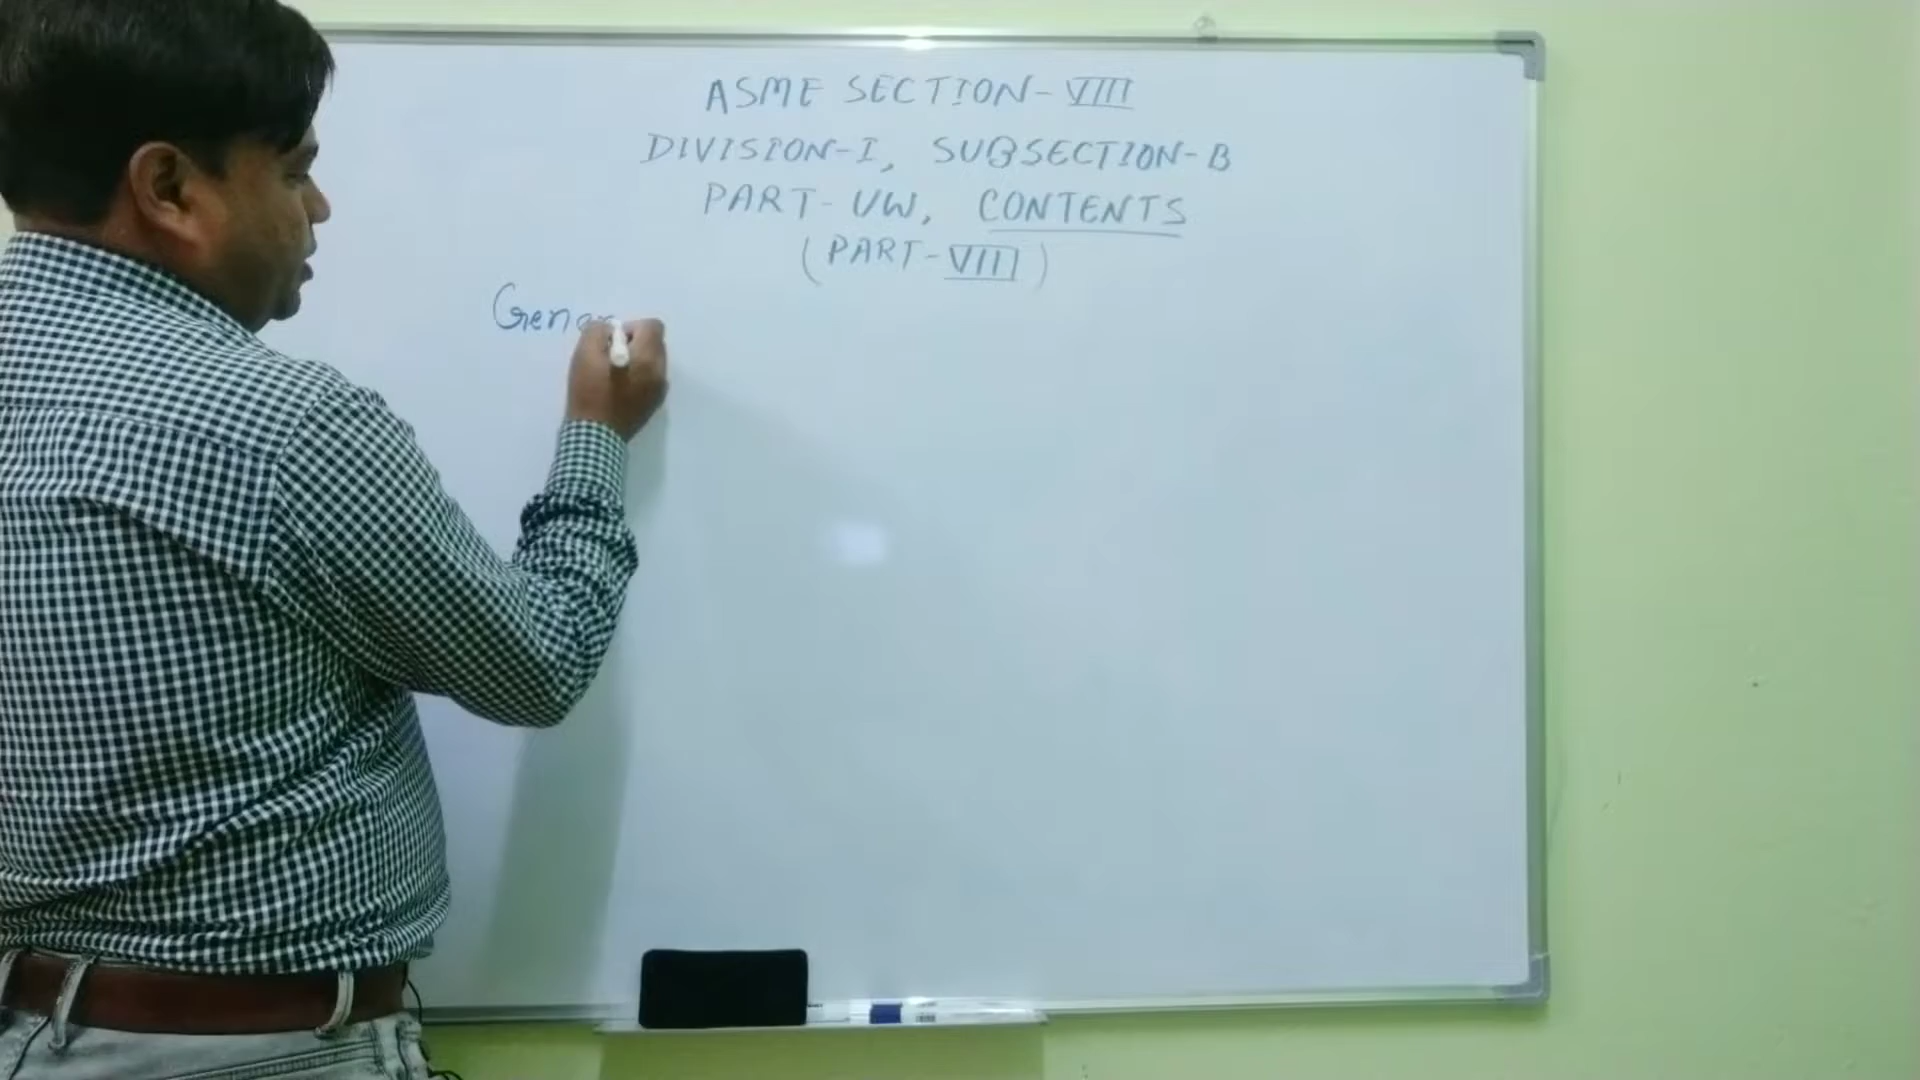 ASME SECTION-VIII
DIVISION-I, SUBSECTION-B
PART-UW, CONTENTS
(PART-VIII)
Gener